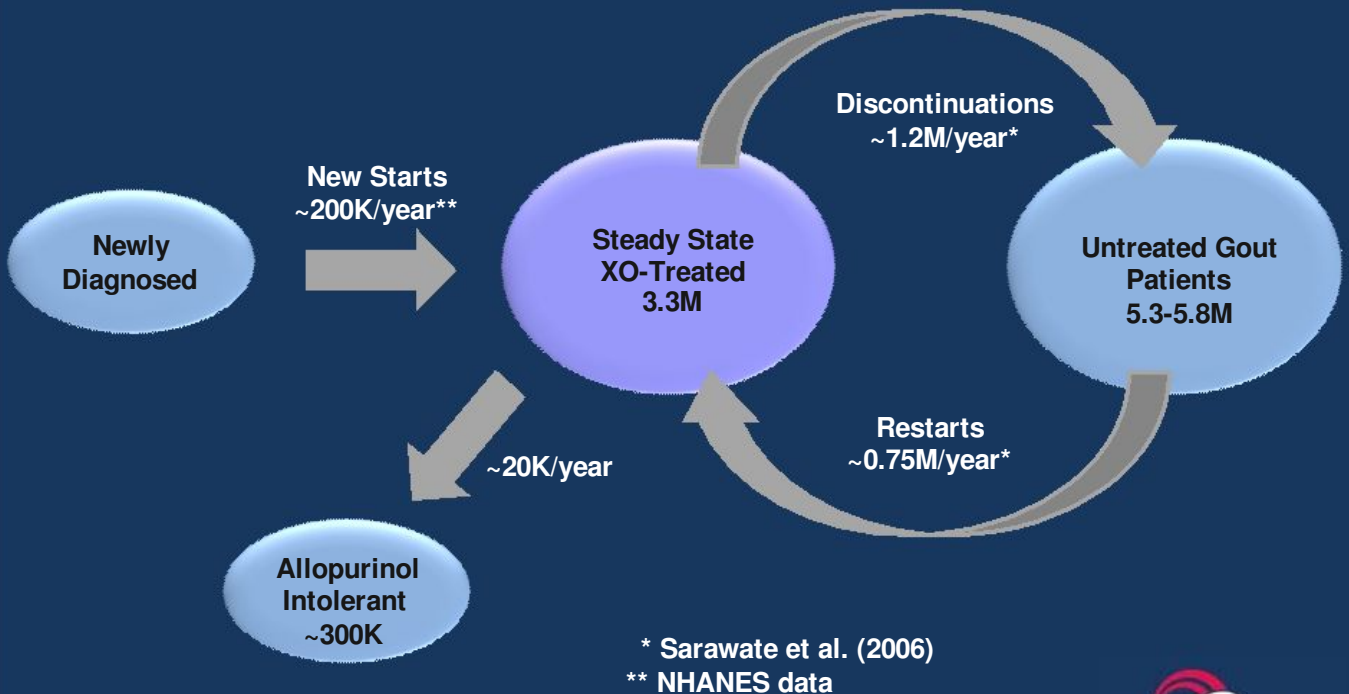 Discontinuations
~1.2M/year*
New Starts
~200K/year**
Newly
Diagnosed
Steady State
XO-Treated
3.3M
Untreated Gout
Patients
5.3-5.8M
Restarts
~0.75M/year*
~20K/year
Allopurinol
Intolerant
~300K
* Sarawate et al. (2006)
** NHANES data